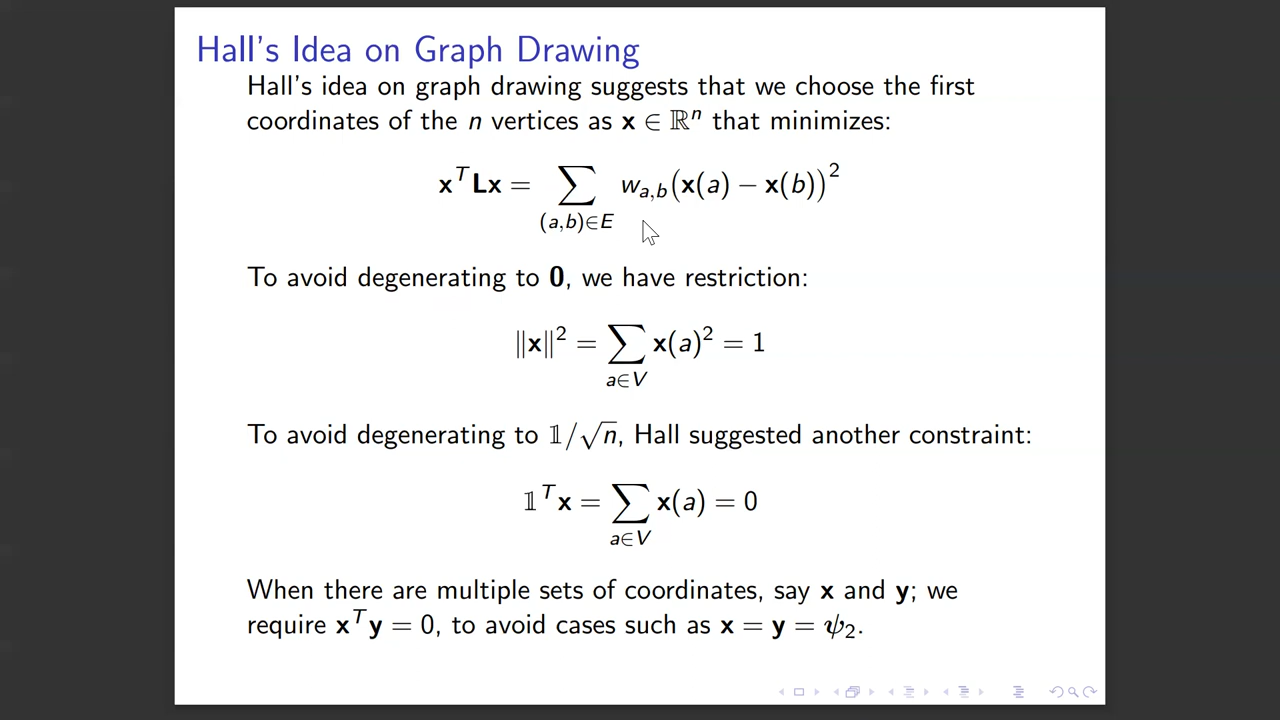 Hall's Idea on Graph Drawing
Hall's idea on graph drawing suggests that we choose the first
coordinates of the n vertices as x ∈ ℝⁿ that minimizes:
xᵀLx = ∑_{(a,b)∈E} w_{a,b}(x(a) − x(b))²
To avoid degenerating to 0, we have restriction:
‖x‖² = ∑_{a∈V} x(a)² = 1
To avoid degenerating to 𝟙/√n, Hall suggested another constraint:
𝟙ᵀx = ∑_{a∈V} x(a) = 0
When there are multiple sets of coordinates, say x and y; we
require xᵀy = 0, to avoid cases such as x = y = ψ₂.